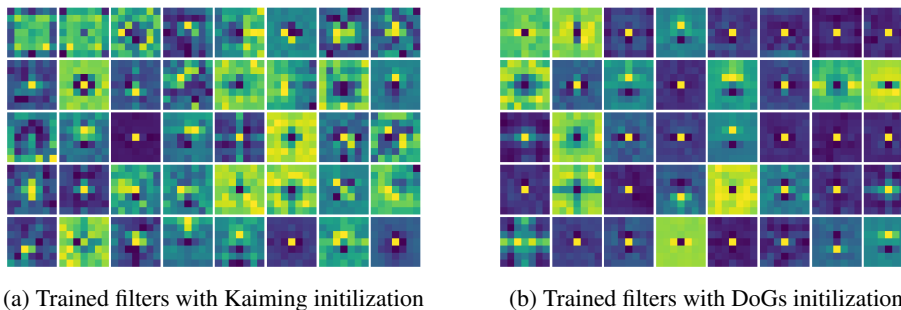 (a) Trained filters with Kaiming initilization
(b) Trained filters with DoGs initilization